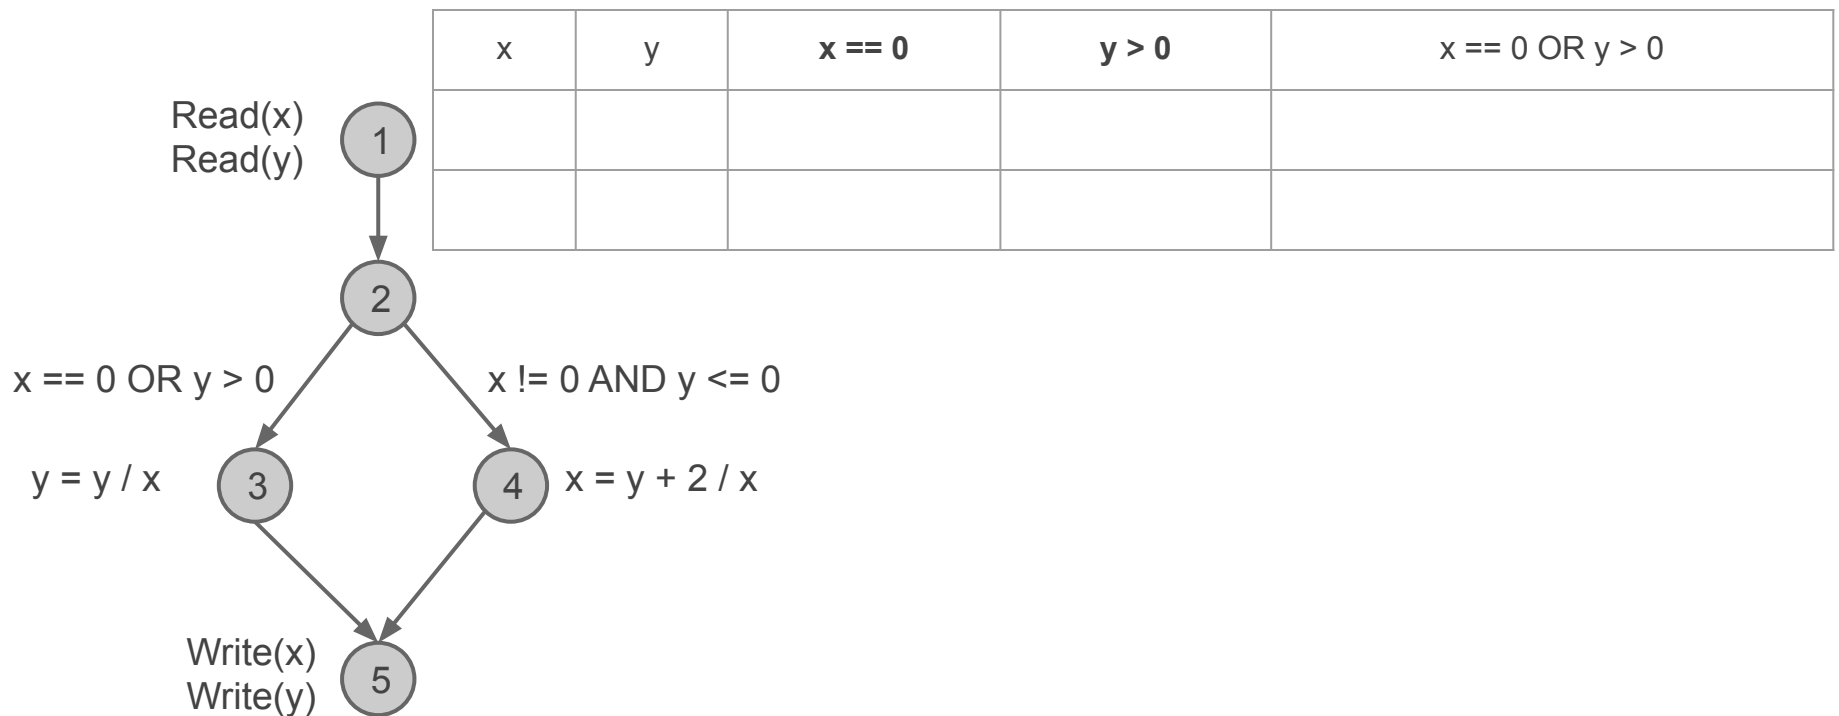 x y x == 0 y > 0 x == 0 OR y > 0
Read(x)
Read(y)
1
2
x == 0 OR y > 0
x != 0 AND y <= 0
y = y / x
3
4
x = y + 2 / x
Write(x)
Write(y)
5